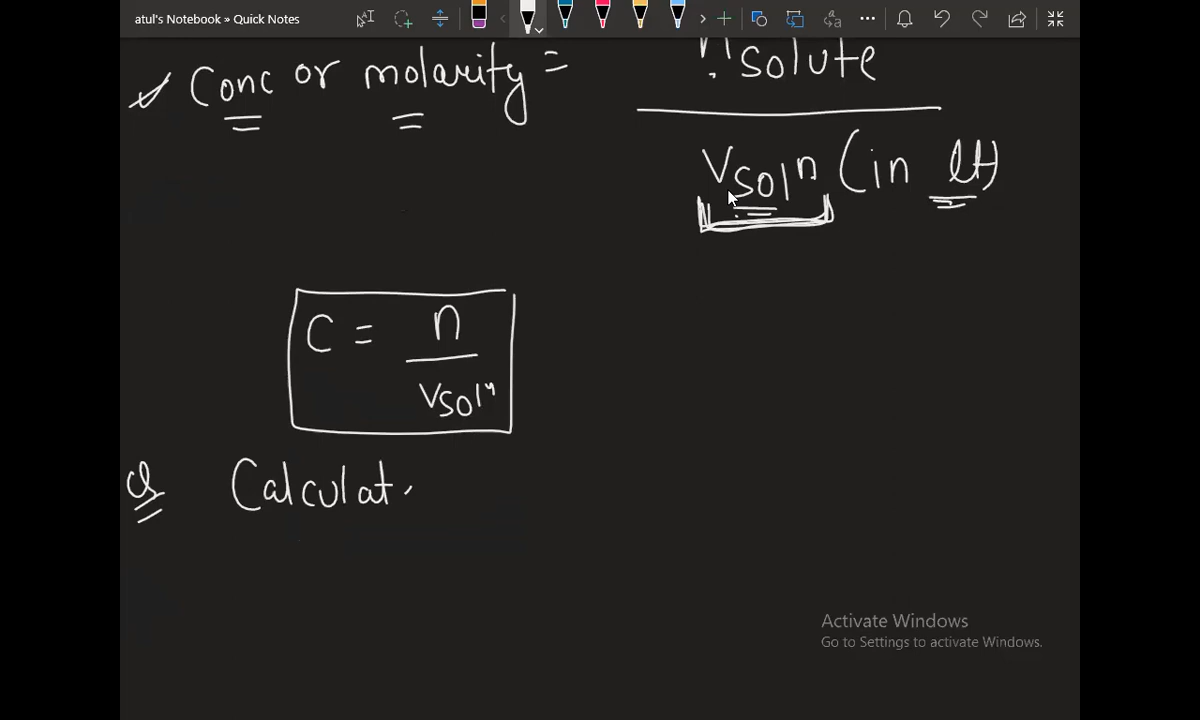 atul's Notebook » Quick Notes
Conc or molarity =
n solute
Vsoln (in lt)
C = n
Vsoln
Q Calculat
Activate Windows
Go to Settings to activate Windows.